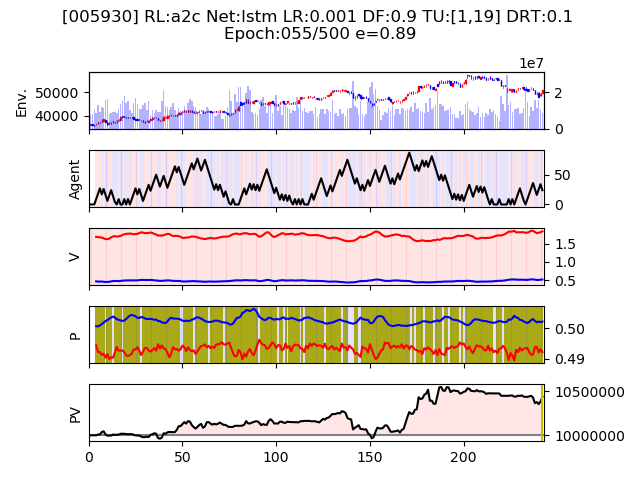 [005930] RL:a2c Net:lstm LR:0.001 DF:0.9 TU:[1,19] DRT:0.1
Epoch:055/500 e=0.89
1e7
Env.
50000
40000
2
0
Agent
50
0
V
1.5
1.0
0.5
P
0.50
0.49
PV
10500000
10000000
0 50 100 150 200